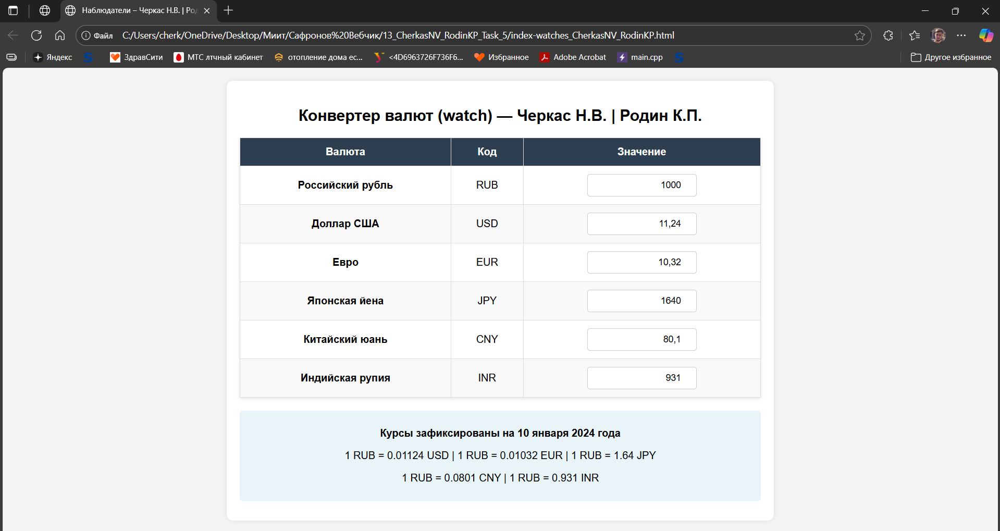 Наблюдатели – Черкас Н.В. | Род
Файл C:/Users/cherk/OneDrive/Desktop/Миит/Сафронов%20Вебчик/13_CherkasNV_RodinKP_Task_5/index-watches_CherkasNV_RodinKP.html
Яндекс ЗдравСити МТС лтчный кабинет отопление дома ес... <4D6963726F736F6... Избранное Adobe Acrobat main.cpp Другое избранное
Конвертер валют (watch) — Черкас Н.В. | Родин К.П.
Валюта Код Значение
Российский рубль RUB 1000
Доллар США USD 11,24
Евро EUR 10,32
Японская йена JPY 1640
Китайский юань CNY 80,1
Индийская рупия INR 931
Курсы зафиксированы на 10 января 2024 года
1 RUB = 0.01124 USD | 1 RUB = 0.01032 EUR | 1 RUB = 1.64 JPY
1 RUB = 0.0801 CNY | 1 RUB = 0.931 INR